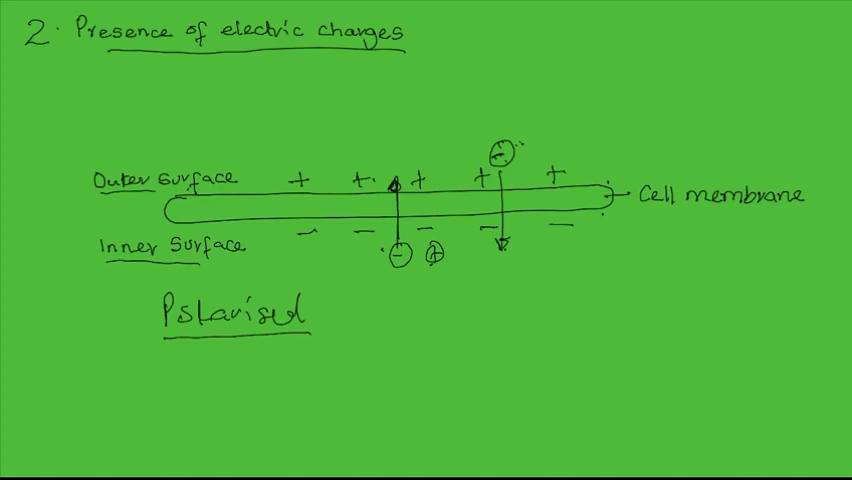 2. Presence of electric charges
Outer surface + + + + +
Cell membrane
Inner surface - - - - -
Polarised